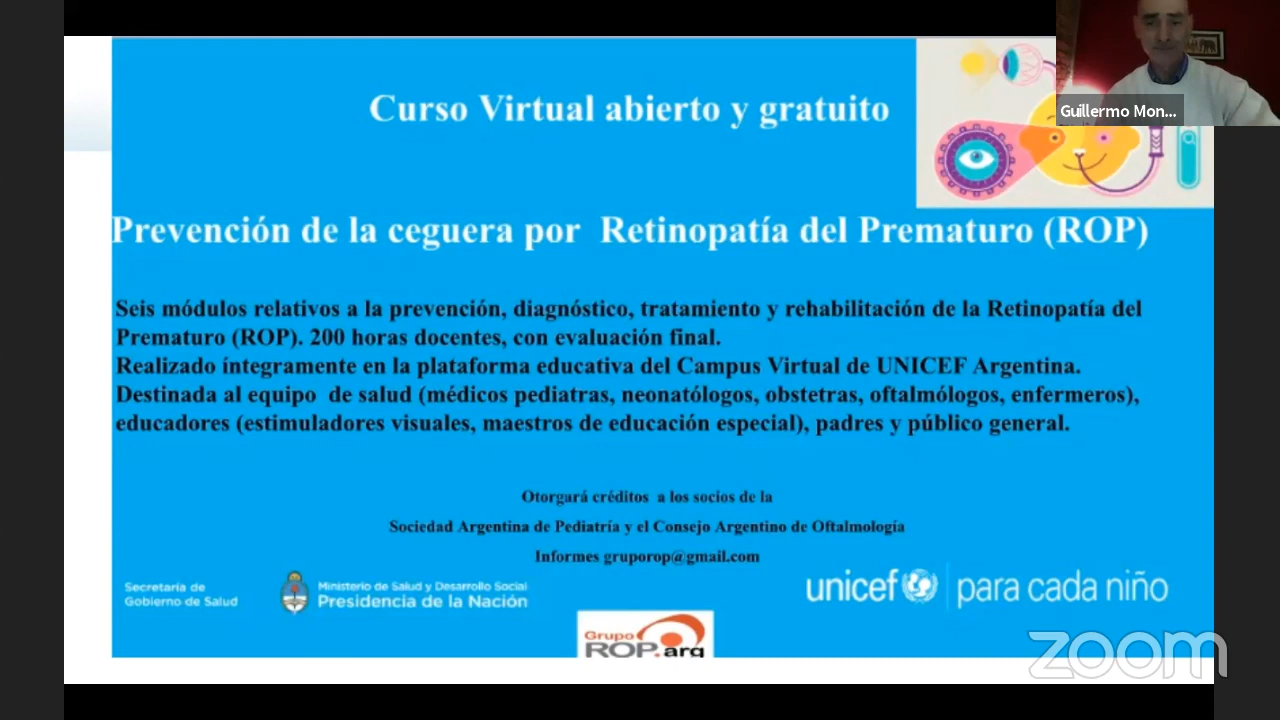 Curso Virtual abierto y gratuito
Guillermo Mon...
Prevención de la ceguera por Retinopatía del Prematuro (ROP)
Seis módulos relativos a la prevención, diagnóstico, tratamiento y rehabilitación de la Retinopatía del
Prematuro (ROP). 200 horas docentes, con evaluación final.
Realizado íntegramente en la plataforma educativa del Campus Virtual de UNICEF Argentina.
Destinada al equipo de salud (médicos pediatras, neonatólogos, obstetras, oftalmólogos, enfermeros),
educadores (estimuladores visuales, maestros de educación especial), padres y público general.
Otorgará créditos a los socios de la
Sociedad Argentina de Pediatría y el Consejo Argentino de Oftalmología
Informes gruporop@gmail.com
Secretaría de
Gobierno de Salud
Ministerio de Salud y Desarrollo Social
Presidencia de la Nación
unicef para cada niño
Grupo
ROP.arg
zoom